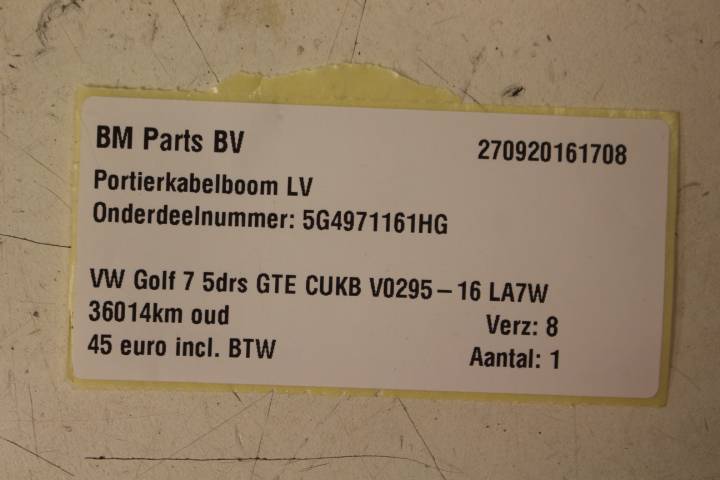 BM Parts BV 270920161708
Portierkabelboom LV
Onderdeelnummer: 5G4971161HG
VW Golf 7 5drs GTE CUKB V0295-16 LA7W
36014km oud Verz: 8
45 euro incl. BTW Aantal: 1